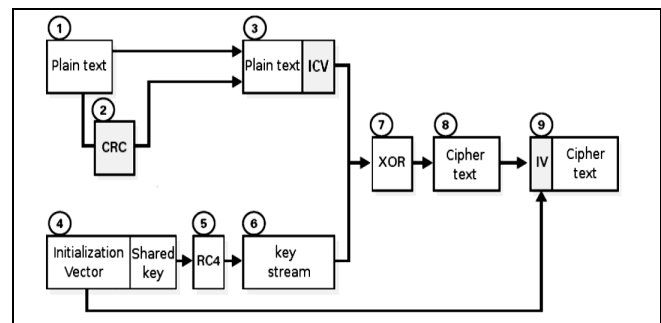 1
Plain text
2
CRC
3
Plain text
ICV
4
Initialization
Vector
Shared
key
5
RC4
6
key
stream
7
XOR
8
Cipher
text
9
IV
Cipher
text